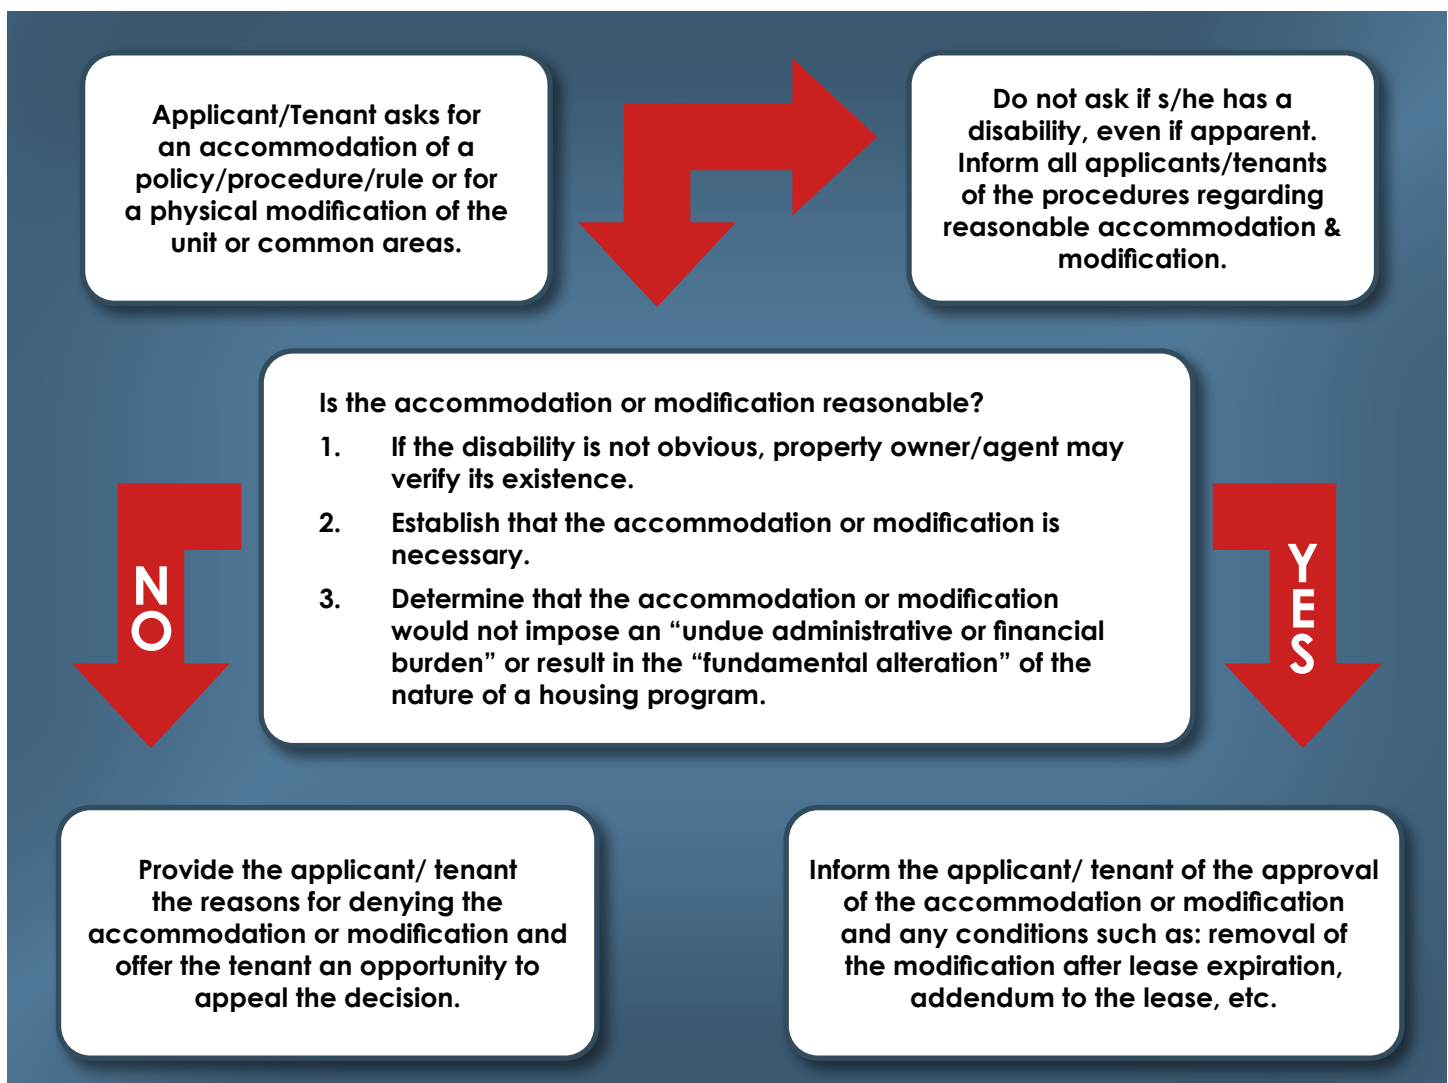 Applicant/Tenant asks for
an accommodation of a
policy/procedure/rule or for
a physical modification of the
unit or common areas.
Do not ask if s/he has a
disability, even if apparent.
Inform all applicants/tenants
of the procedures regarding
reasonable accommodation &
modification.
Is the accommodation or modification reasonable?
1. If the disability is not obvious, property owner/agent may
verify its existence.
2. Establish that the accommodation or modification is
necessary.
3. Determine that the accommodation or modification
would not impose an “undue administrative or financial
burden” or result in the “fundamental alteration” of the
nature of a housing program.
NO
YES
Provide the applicant/ tenant
the reasons for denying the
accommodation or modification and
offer the tenant an opportunity to
appeal the decision.
Inform the applicant/ tenant of the approval
of the accommodation or modification
and any conditions such as: removal of
the modification after lease expiration,
addendum to the lease, etc.